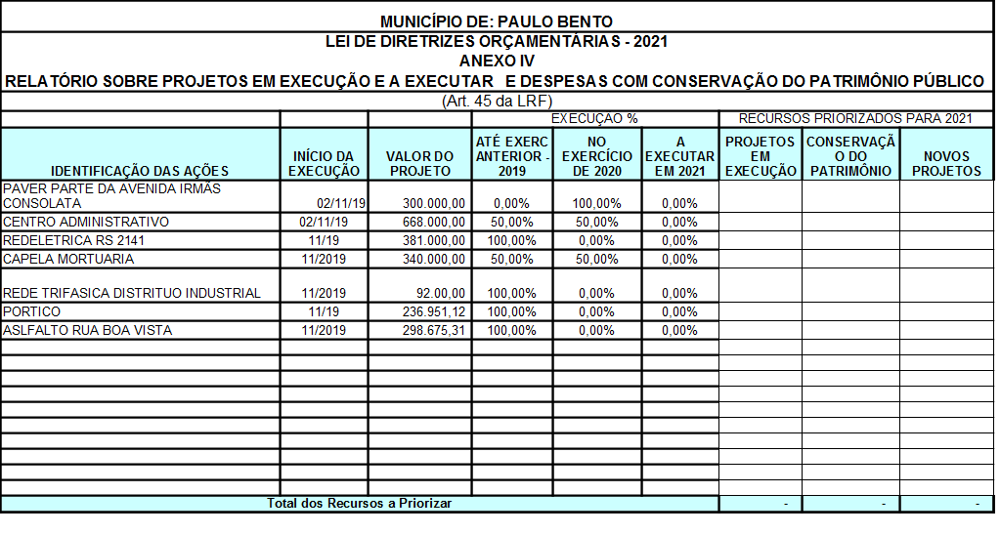 MUNICÍPIO DE: PAULO BENTO
LEI DE DIRETRIZES ORÇAMENTÁRIAS - 2021
ANEXO IV
RELATÓRIO SOBRE PROJETOS EM EXECUÇÃO E A EXECUTAR E DESPESAS COM CONSERVAÇÃO DO PATRIMÔNIO PÚBLICO
(Art. 45 da LRF)
EXECUÇAO % RECURSOS PRIORIZADOS PARA 2021
IDENTIFICAÇÃO DAS AÇÕES
INÍCIO DA
EXECUÇÃO
VALOR DO
PROJETO
ATÉ EXERC
ANTERIOR -
2019
NO
EXERCÍCIO
DE 2020
A
EXECUTAR
EM 2021
PROJETOS
EM
EXECUÇÃO
CONSERVAÇÃ
O DO
PATRIMÔNIO
NOVOS
PROJETOS
PAVER PARTE DA AVENIDA IRMÃS
CONSOLATA 02/11/19 300.000,00 0,00% 100,00% 0,00%
CENTRO ADMINISTRATIVO 02/11/19 668.000,00 50,00% 50,00% 0,00%
REDELETRICA RS 2141 11/19 381.000,00 100,00% 0,00% 0,00%
CAPELA MORTUARIA 11/2019 340.000,00 50,00% 50,00% 0,00%
REDE TRIFASICA DISTRITUO INDUSTRIAL 11/2019 92.00,00 100,00% 0,00% 0,00%
PORTICO 11/19 236.951,12 100,00% 0,00% 0,00%
ASLFALTO RUA BOA VISTA 11/2019 298.675,31 100,00% 0,00% 0,00%
Total dos Recursos a Priorizar - - -